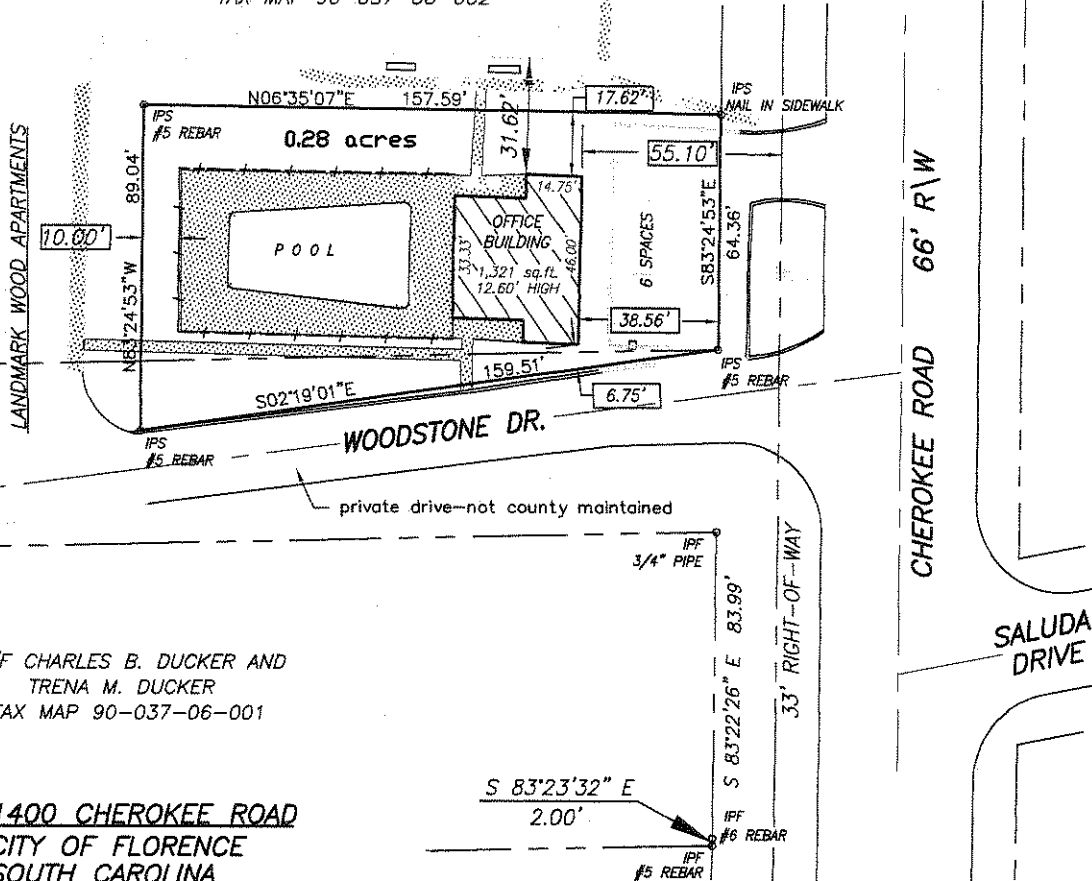 LANDMARK WOOD APARTMENTS
N06°35'07"E 157.59'
IPS
#5 REBAR
0.28 acres
89.04'
N83°24'53"W
10.00'
POOL
31.62'
17.62'
14.75'
OFFICE
BUILDING
33.33'
46.00'
1,321 sq.ft.
12.60' HIGH
55.10'
6 SPACES
S83°24'53"E
64.36'
38.56'
IPS
NAIL IN SIDEWALK
IPS
#5 REBAR
S02°19'01"E 159.51'
6.75'
IPS
#5 REBAR
WOODSTONE DR.
private drive-not county maintained
CHEROKEE ROAD 66' R\W
IPF
3/4" PIPE
S 83°22'26" E 83.99'
33' RIGHT-OF-WAY
SALUDA
DRIVE
F CHARLES B. DUCKER AND
TRENA M. DUCKER
TAX MAP 90-037-06-001
S 83°23'32" E
2.00'
IPF
#6 REBAR
IPF
#5 REBAR
1400 CHEROKEE ROAD
CITY OF FLORENCE
SOUTH CAROLINA